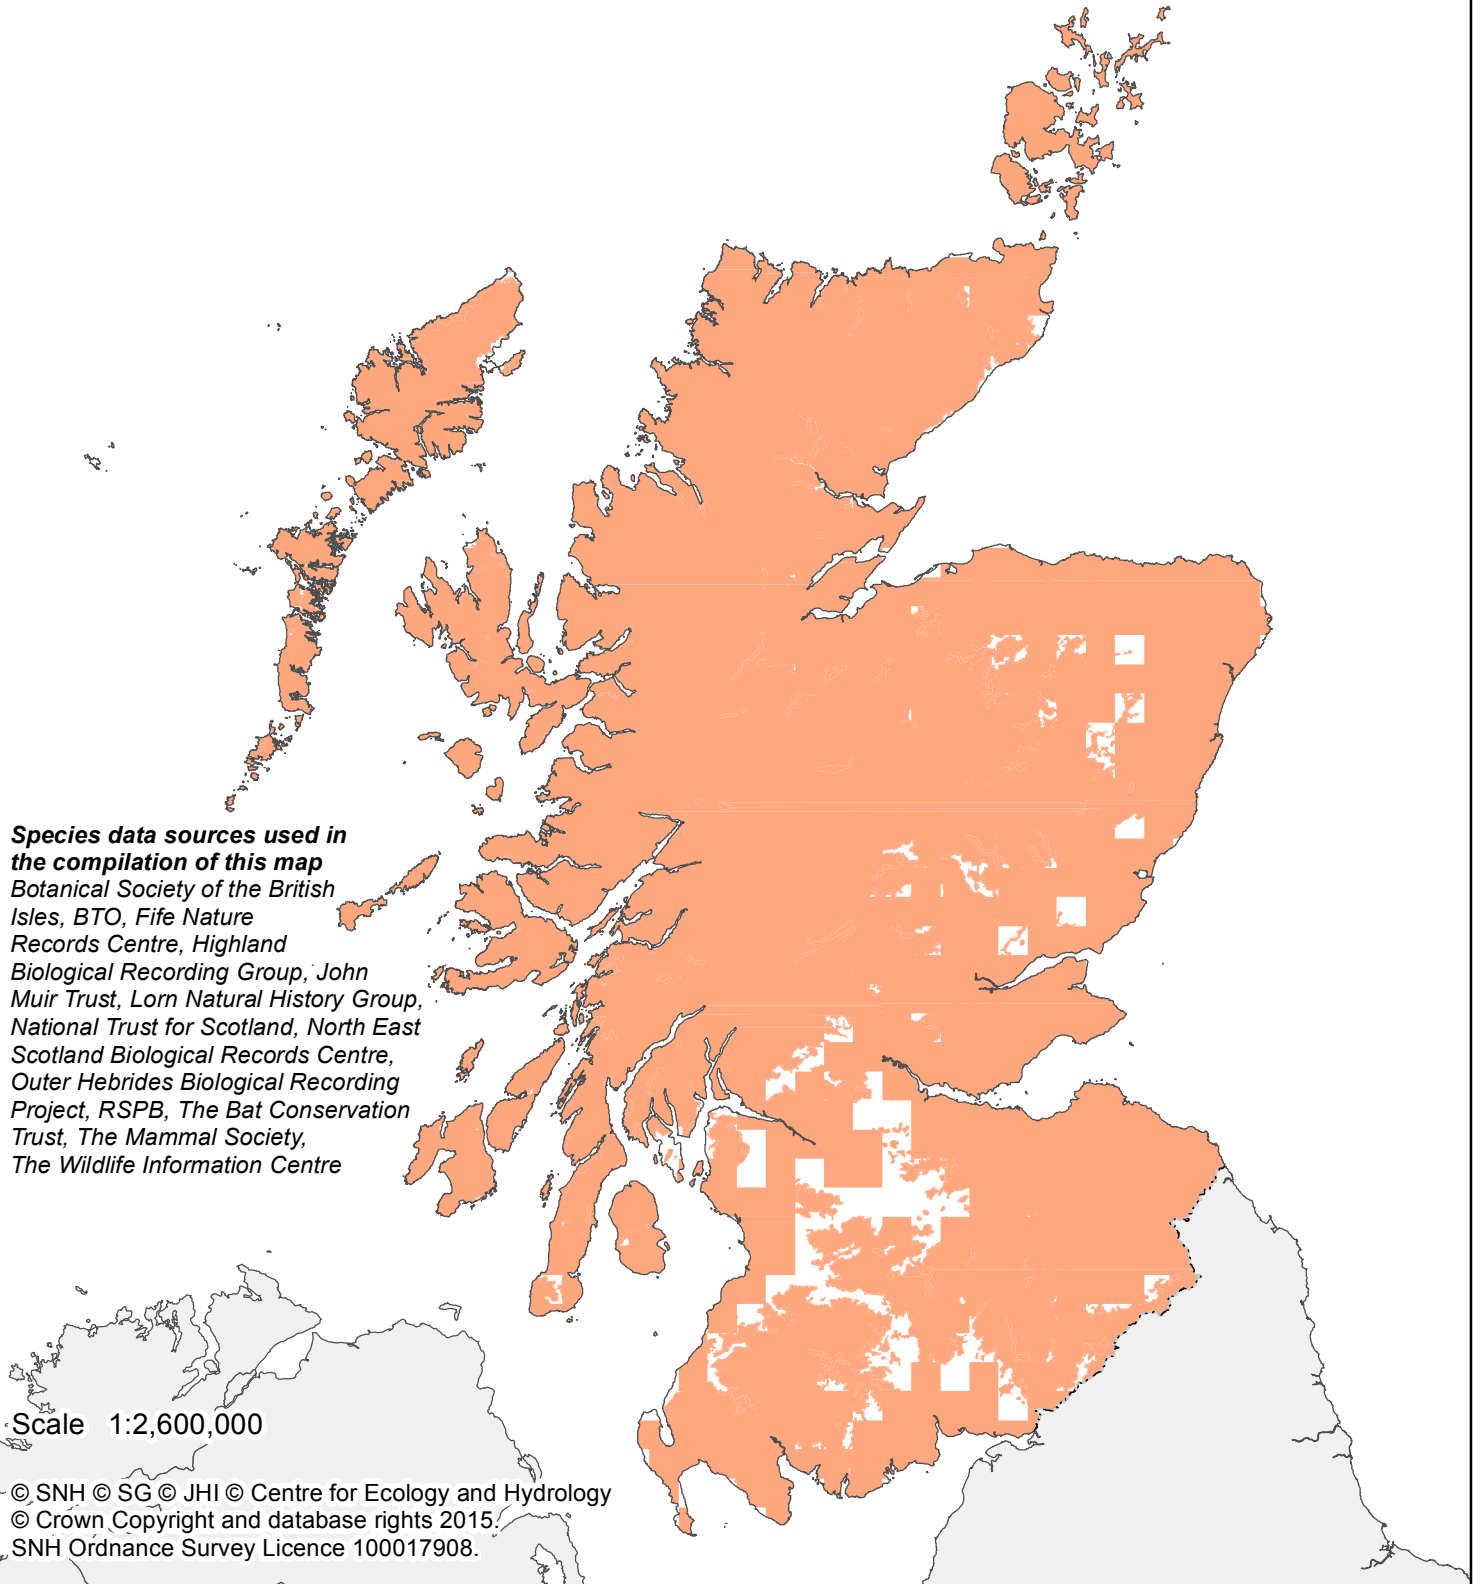 Species data sources used in
the compilation of this map
Botanical Society of the British
Isles, BTO, Fife Nature
Records Centre, Highland
Biological Recording Group, John
Muir Trust, Lorn Natural History Group,
National Trust for Scotland, North East
Scotland Biological Records Centre,
Outer Hebrides Biological Recording
Project, RSPB, The Bat Conservation
Trust, The Mammal Society,
The Wildlife Information Centre
Scale 1:2,600,000
© SNH © SG © JHI © Centre for Ecology and Hydrology
© Crown Copyright and database rights 2015.
SNH Ordnance Survey Licence 100017908.